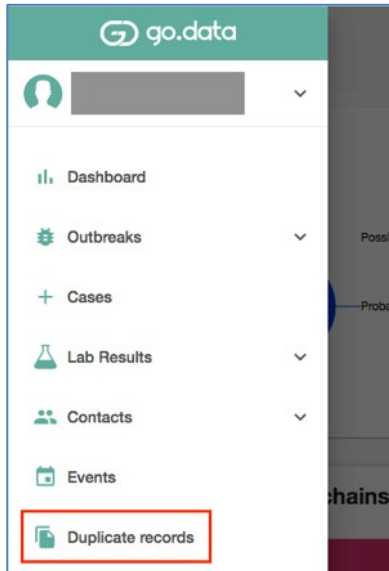 go.data
Dashboard
Outbreaks
Possi
Cases
Proba
Lab Results
Contacts
Events
chains
Duplicate records